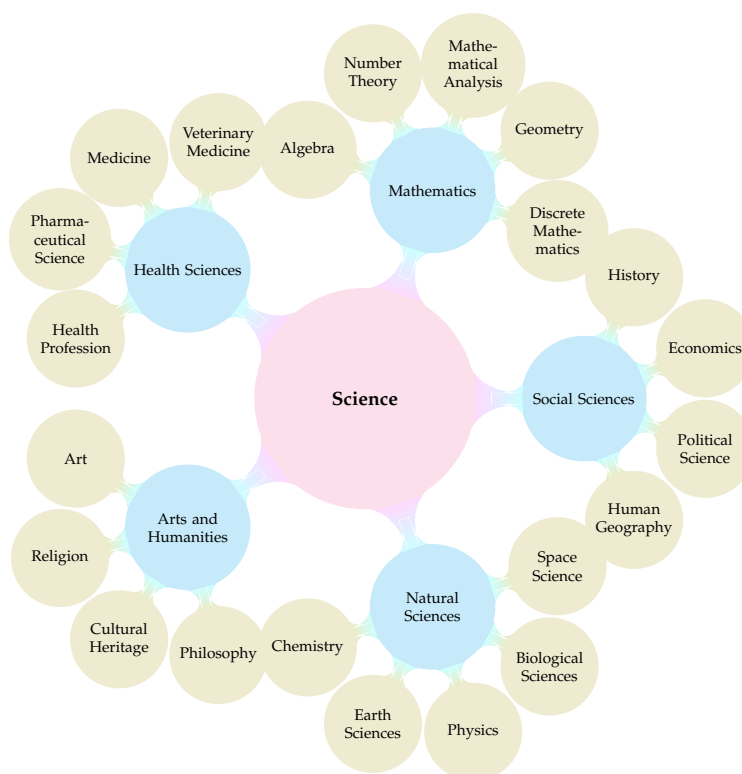 Mathe-
matical
Analysis
Number
Theory
Geometry
Veterinary
Medicine
Algebra
Medicine
Mathematics
Discrete
Mathe-
matics
Pharma-
ceutical
Science
Health Sciences
History
Health
Profession
Economics
Science
Social Sciences
Political
Science
Art
Human
Geography
Arts and
Humanities
Religion
Space
Science
Natural
Sciences
Cultural
Heritage
Philosophy
Chemistry
Biological
Sciences
Earth
Sciences
Physics